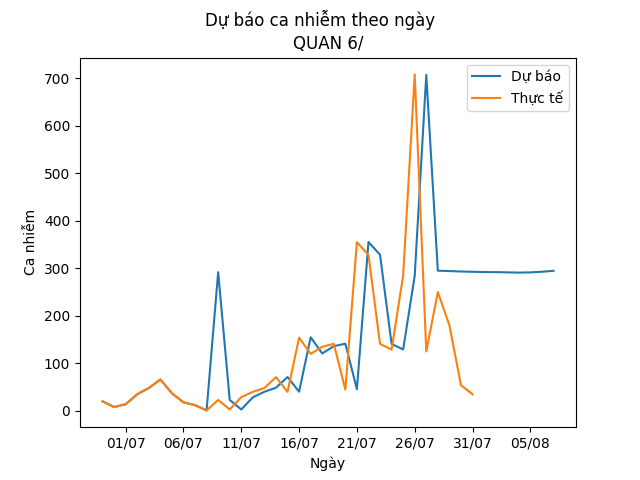 Dự báo ca nhiễm theo ngày
QUAN 6/
Dự báo
Thực tế
Ca nhiễm
700
600
500
400
300
200
100
0
01/07 06/07 11/07 16/07 21/07 26/07 31/07 05/08
Ngày